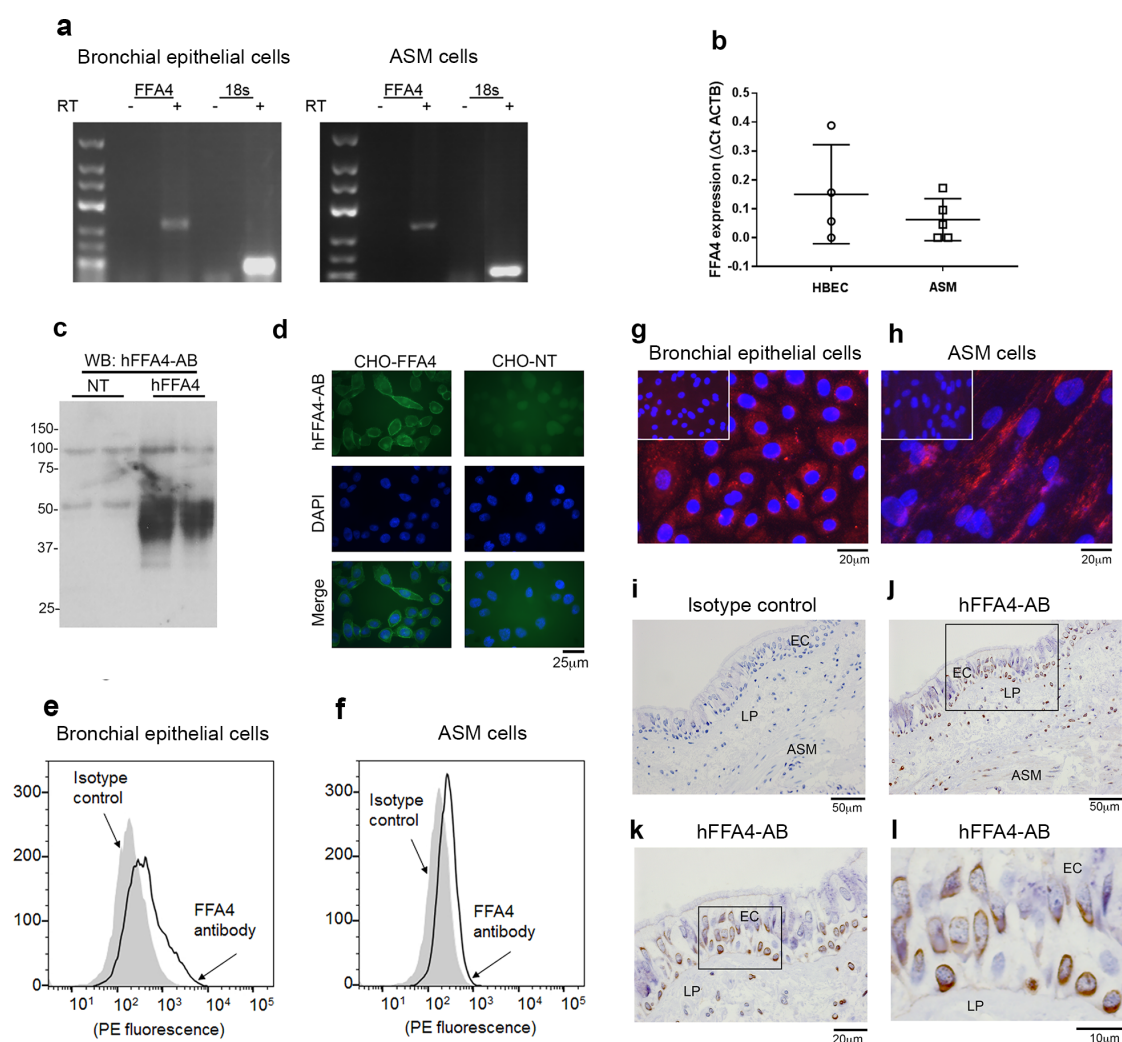 a
Bronchial epithelial cells
FFA4 18s
RT - + - +
ASM cells
FFA4 18s
RT - + - +
b
FFA4 expression (ΔCt ACTB)
0.5
0.4
0.3
0.2
0.1
0.0
-0.1
HBEC ASM
c
WB: hFFA4-AB
NT hFFA4
150-
100-
75-
50-
37-
25-
d
CHO-FFA4 CHO-NT
hFFA4-AB
DAPI
Merge
25μm
e
Bronchial epithelial cells
Isotype
control
FFA4
antibody
300
200
100
0
10¹ 10² 10³ 10⁴ 10⁵
(PE fluorescence)
f
ASM cells
Isotype
control
FFA4
antibody
300
200
100
0
10¹ 10² 10³ 10⁴ 10⁵
(PE fluorescence)
g
Bronchial epithelial cells
20μm
h
ASM cells
20μm
i
Isotype control
EC
LP
ASM
50μm
j
hFFA4-AB
EC
LP
ASM
50μm
k
hFFA4-AB
EC
LP
20μm
l
hFFA4-AB
EC
LP
10μm